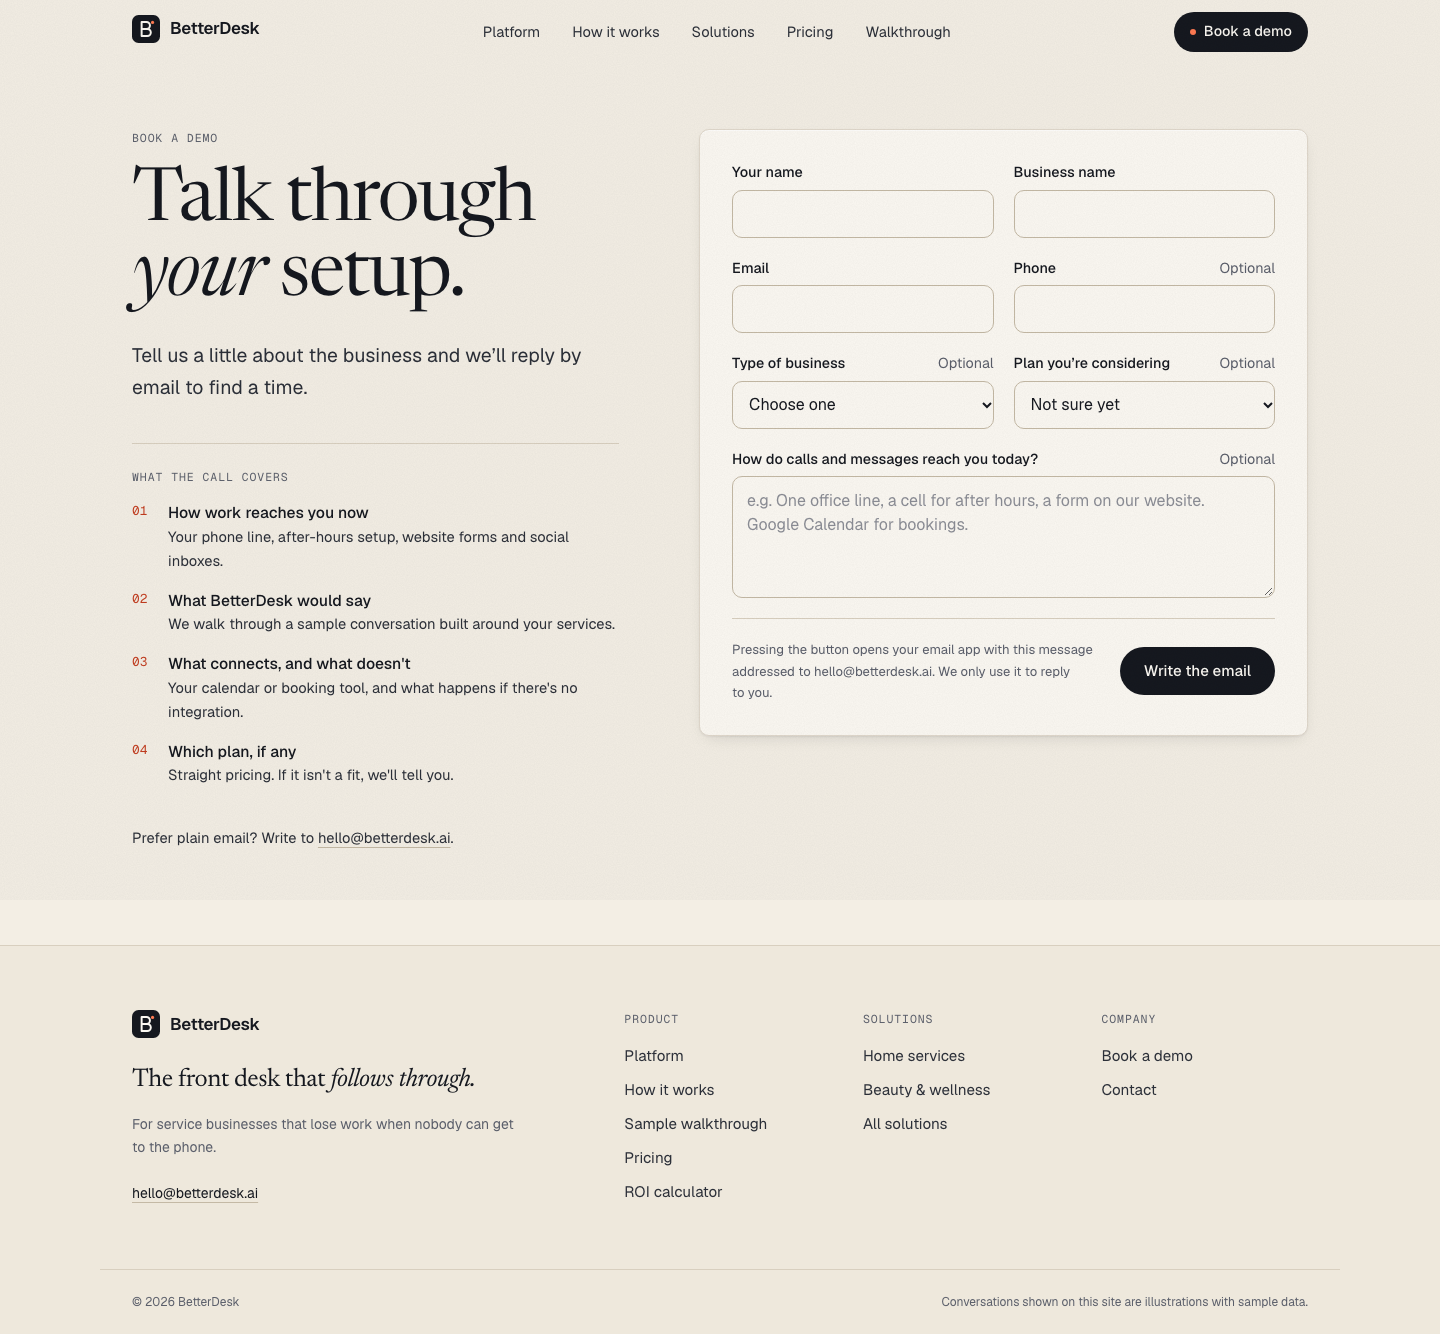 BetterDesk
Platform
How it works
Solutions
Pricing
Walkthrough
Book a demo
BOOK A DEMO
Talk through
your setup.
Tell us a little about the business and we’ll reply by
email to find a time.
WHAT THE CALL COVERS
01 How work reaches you now
Your phone line, after-hours setup, website forms and social
inboxes.
02 What BetterDesk would say
We walk through a sample conversation built around your services.
03 What connects, and what doesn't
Your calendar or booking tool, and what happens if there's no
integration.
04 Which plan, if any
Straight pricing. If it isn't a fit, we'll tell you.
Prefer plain email? Write to hello@betterdesk.ai.
Your name
Business name
Email
Phone Optional
Type of business Optional
Choose one
Plan you’re considering Optional
Not sure yet
How do calls and messages reach you today? Optional
e.g. One office line, a cell for after hours, a form on our website.
Google Calendar for bookings.
Pressing the button opens your email app with this message
addressed to hello@betterdesk.ai. We only use it to reply
to you.
Write the email
BetterDesk
The front desk that follows through.
For service businesses that lose work when nobody can get
to the phone.
hello@betterdesk.ai
PRODUCT
Platform
How it works
Sample walkthrough
Pricing
ROI calculator
SOLUTIONS
Home services
Beauty & wellness
All solutions
COMPANY
Book a demo
Contact
© 2026 BetterDesk
Conversations shown on this site are illustrations with sample data.